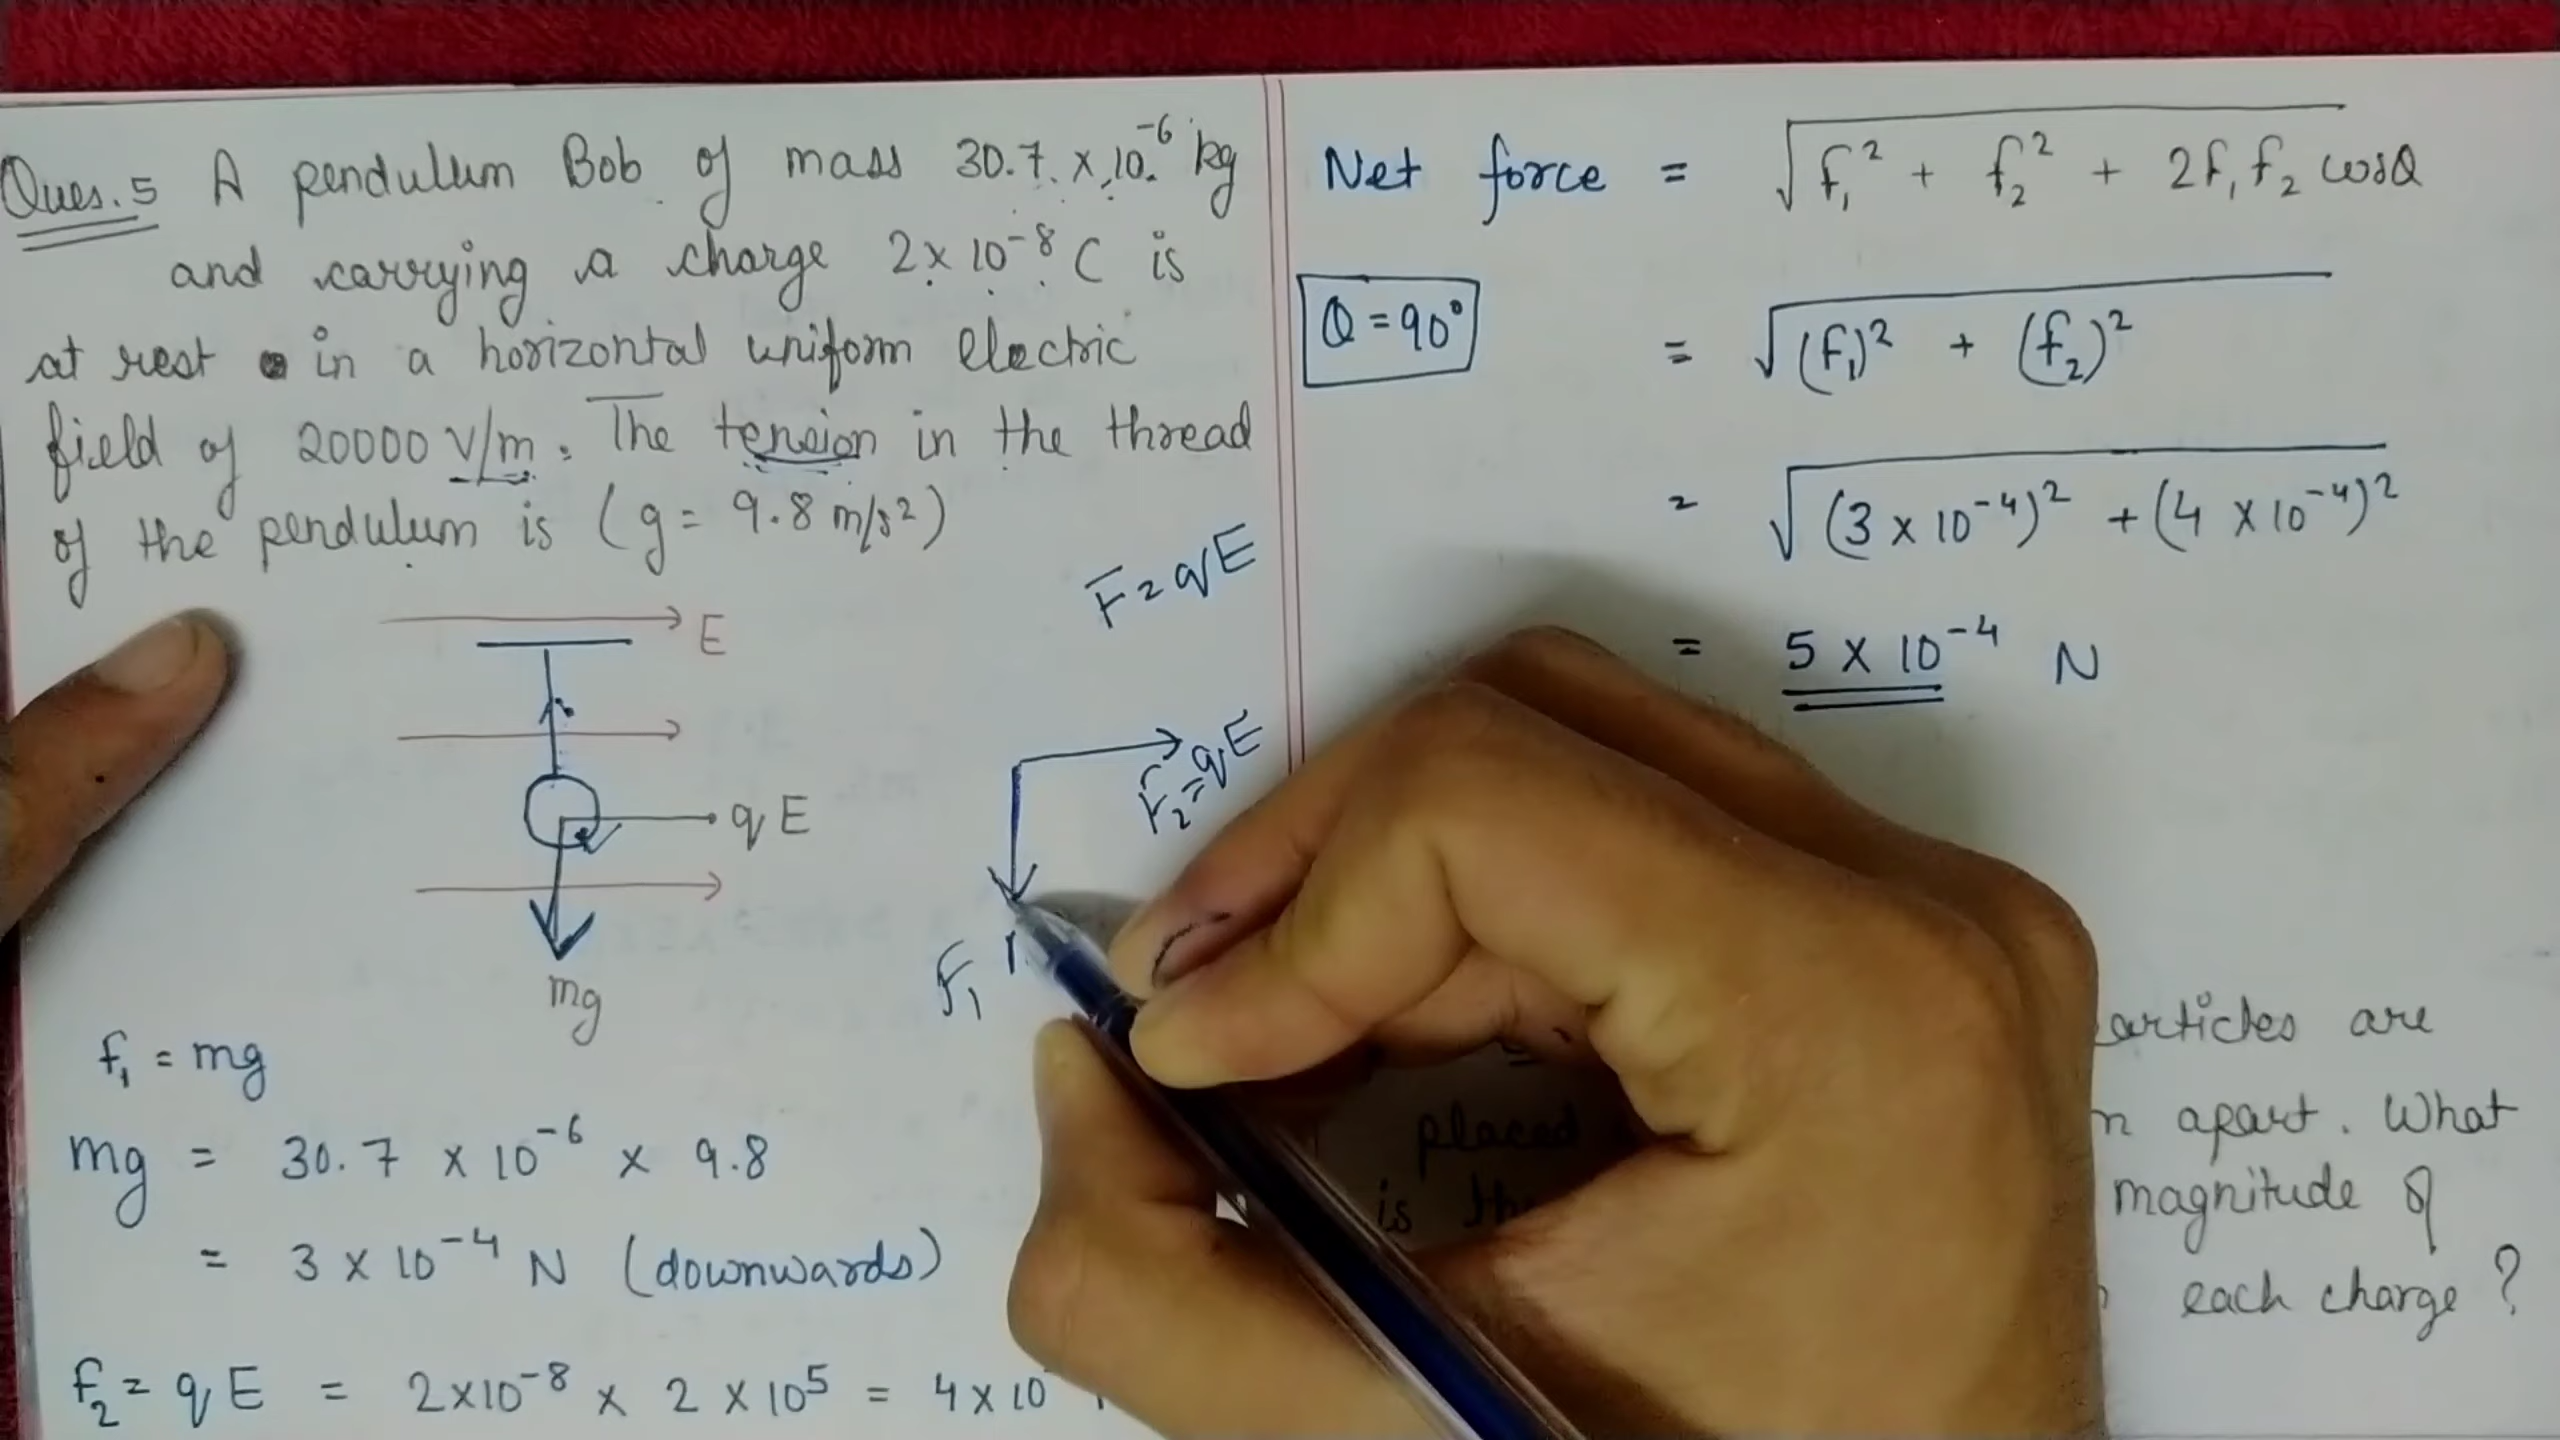 Ques. 5 A pendulum Bob of mass 30.7 × 10⁻⁶ kg
and carrying a charge 2 × 10⁻⁸ C is
at rest in a horizontal uniform electric
field of 20000 V/m. The tension in the thread
of the pendulum is (g = 9.8 m/s²)
F = qE
E
qE
mg
F₂ = qE
F₁
f₁ = mg
mg = 30.7 × 10⁻⁶ × 9.8
= 3 × 10⁻⁴ N (downwards)
f₂ = qE = 2 × 10⁻⁸ × 2 × 10⁵ = 4 × 10
Net force = √f₁² + f₂² + 2f₁f₂ cosθ
θ = 90°
= √(f₁)² + (f₂)²
= √(3 × 10⁻⁴)² + (4 × 10⁻⁴)²
= 5 × 10⁻⁴ N
articles are
placed apart. What
is magnitude of
each charge?